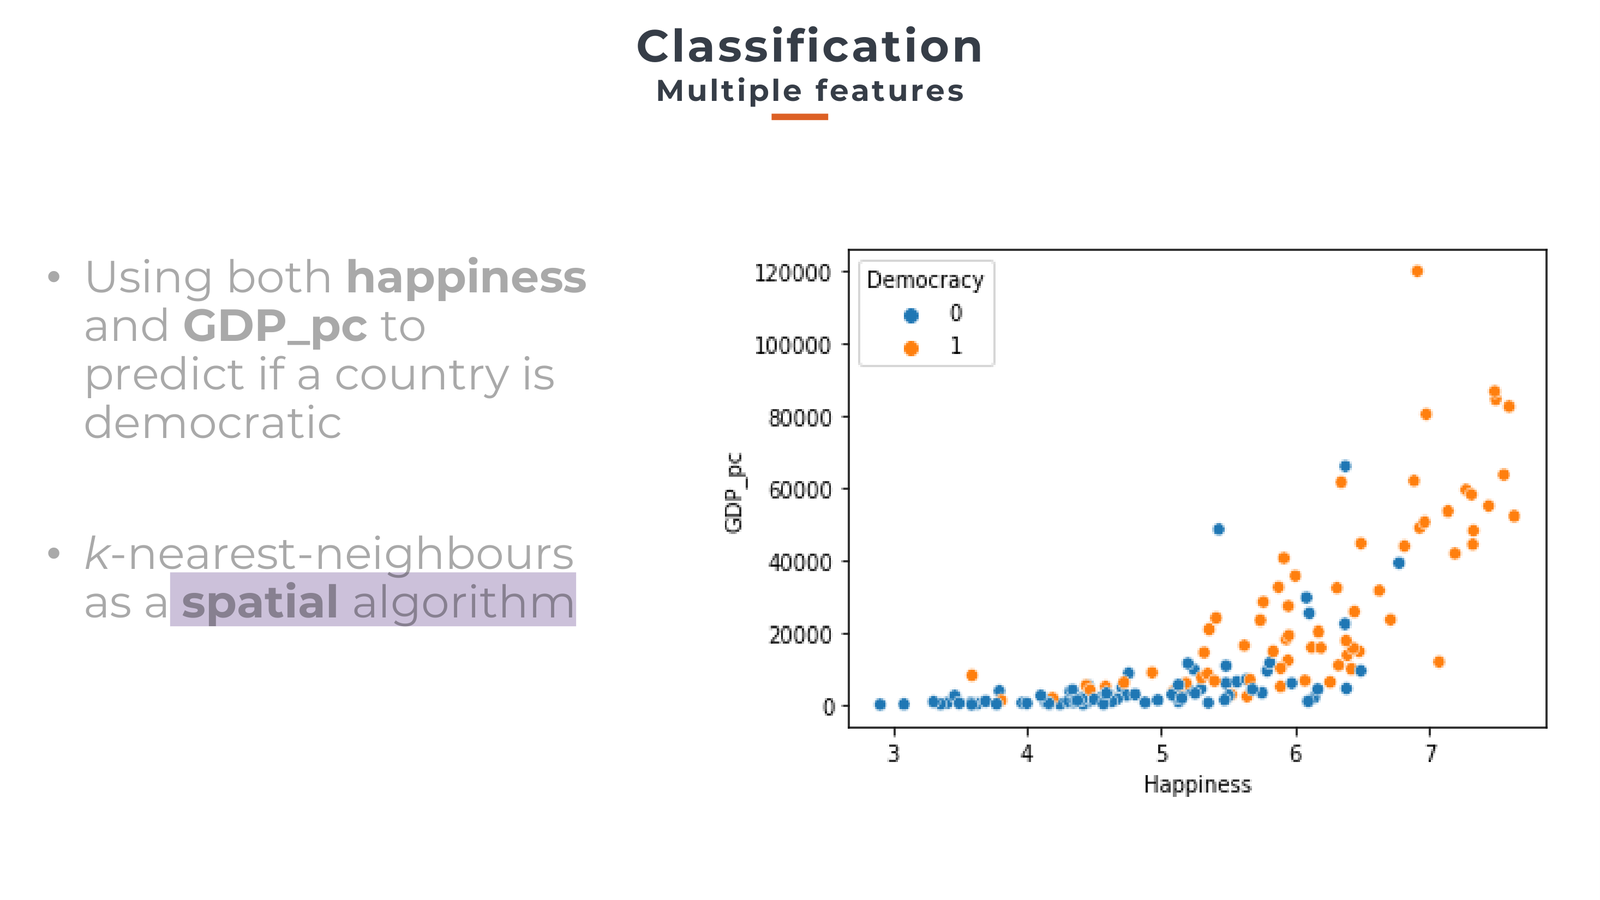 Classification
Multiple features
• Using both happiness
and GDP_pc to
predict if a country is
democratic
• k-nearest-neighbours
as a spatial algorithm
Democracy
0
1
120000
100000
80000
60000
40000
20000
0
GDP_pc
3 4 5 6 7
Happiness